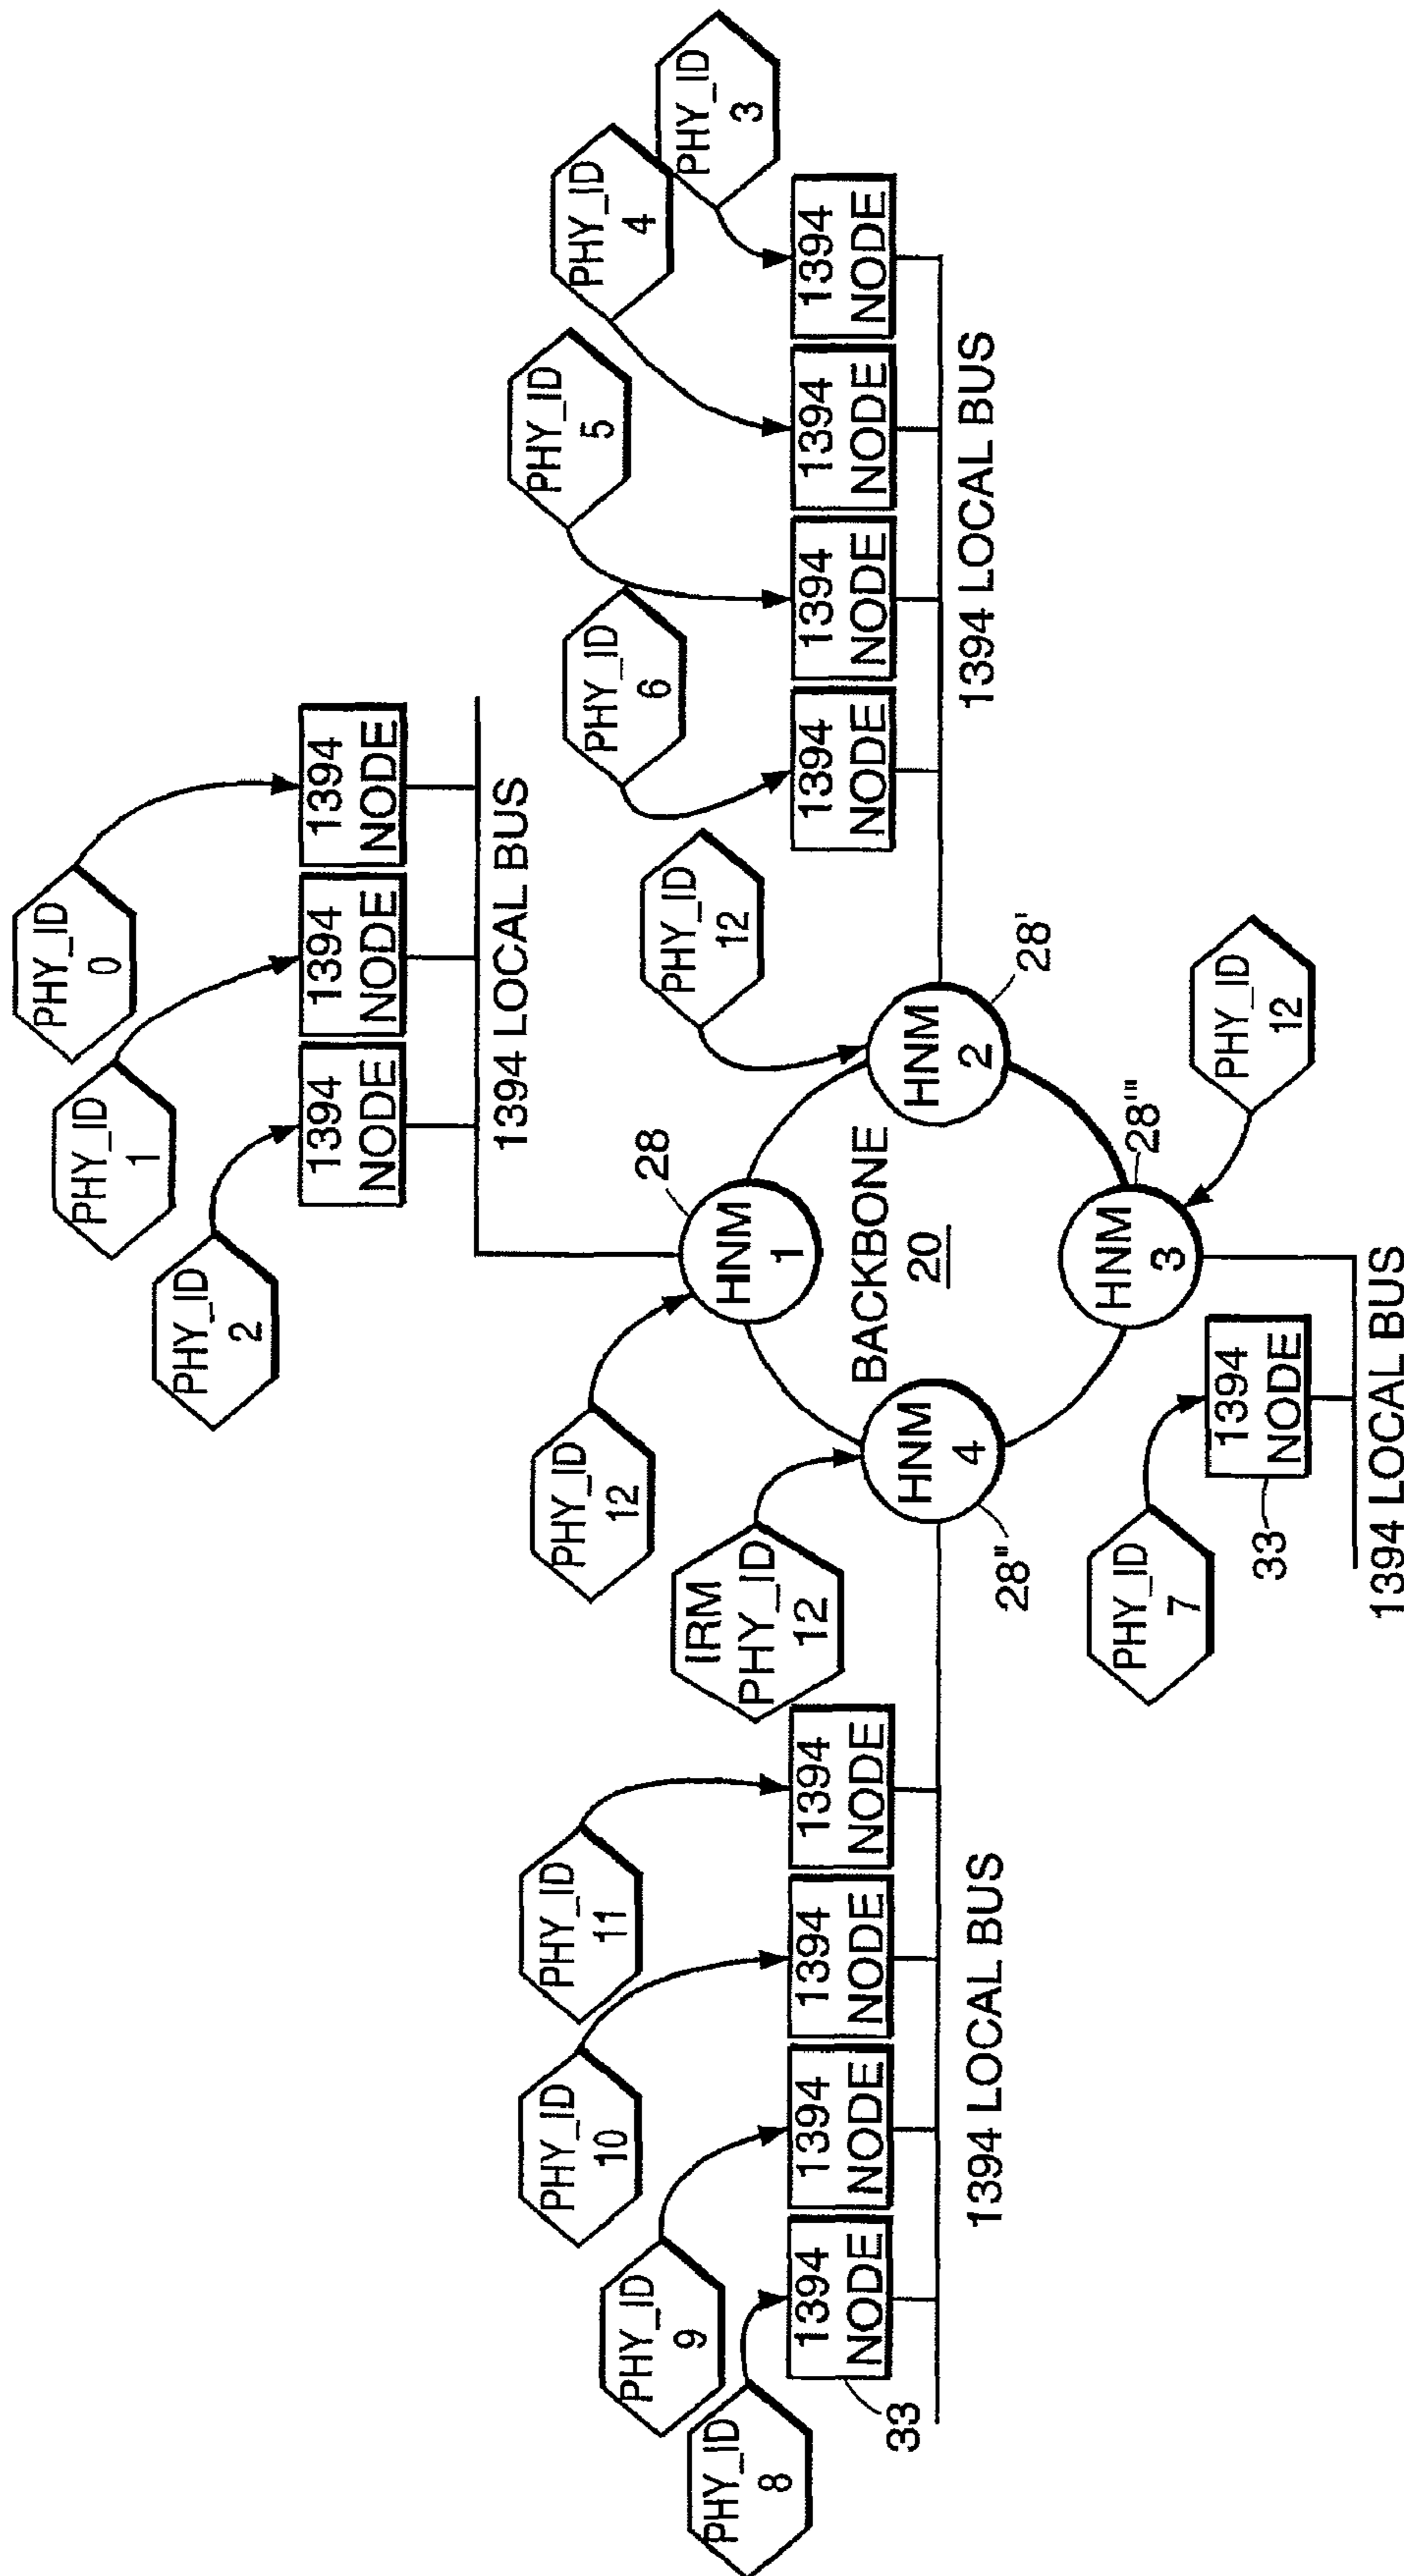 PHY_ID
0
PHY_ID
1
PHY_ID
2
1394
NODE
1394
NODE
1394
NODE
1394 LOCAL BUS
PHY_ID
11
PHY_ID
10
PHY_ID
9
PHY_ID
8
1394
NODE
1394
NODE
1394
NODE
1394
NODE
33
1394 LOCAL BUS
PHY_ID
12
IRM
PHY_ID
12
HNM
1
28
HNM
4
28"
BACKBONE
20
PHY_ID
12
HNM
2
28'
PHY_ID
6
PHY_ID
5
PHY_ID
4
PHY_ID
3
1394
NODE
1394
NODE
1394
NODE
1394
NODE
1394 LOCAL BUS
HNM
3
28'''
PHY_ID
12
PHY_ID
7
1394
NODE
33
1394 LOCAL BUS